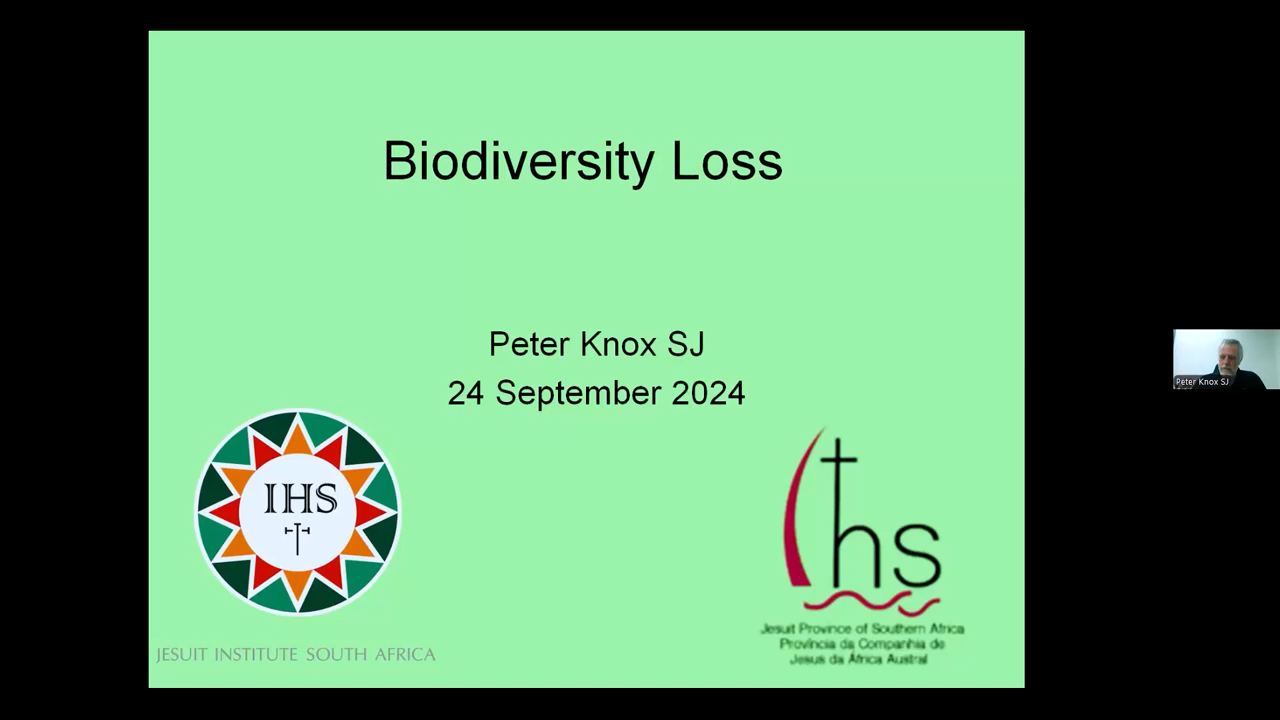 Biodiversity Loss
Peter Knox SJ
24 September 2024
IHS
JESUIT INSTITUTE SOUTH AFRICA
ihs
Jesuit Province of Southern Africa
Província da Companhia de
Jesus da África Austral
Peter Knox SJ